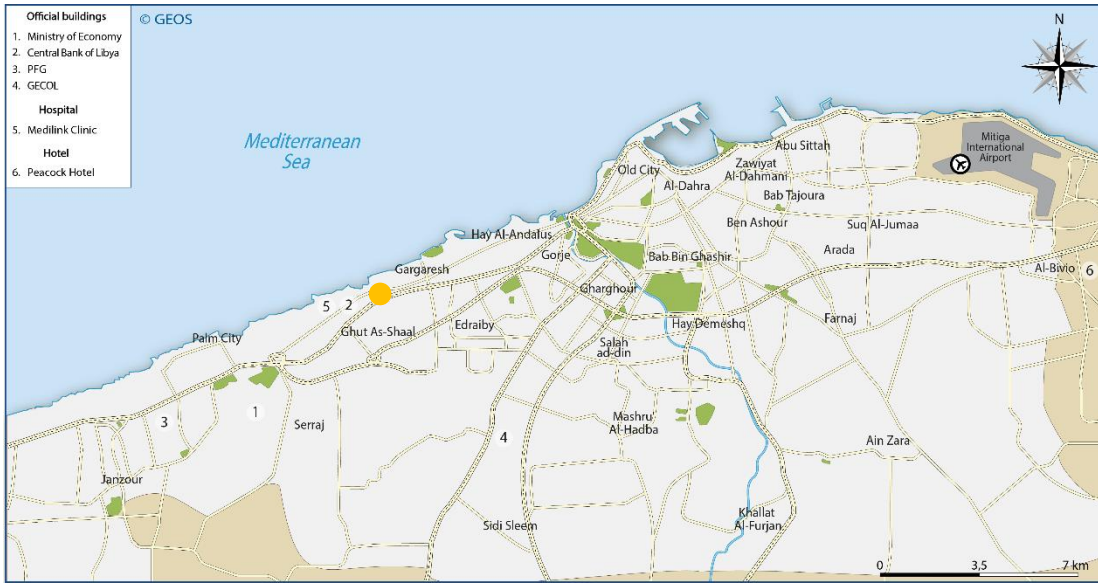 Official buildings
1. Ministry of Economy
2. Central Bank of Libya
3. PFG
4. GECOL
Hospital
5. Medilink Clinic
Hotel
6. Peacock Hotel
© GEOS
N
Mediterranean
Sea
Mitiga
International
Airport
Abu Sittah
Old City
Zawiyat
Al-Dahmani
Al-Dahra
Bab Tajoura
Ben Ashour
Suq Al-Jumaa
Hay Al-Andalus
Arada
Gorje
Bab Bin Ghashir
Gargaresh
Al-Bivio
6
Gharghour
5
2
Farnaj
Ghut As-Shaal
Edraiby
Hay Demeshq
Palm City
Salah
ad-din
1
3
Serraj
Mashru
Al-Hadba
4
Ain Zara
Janzour
Khallat
Al-Furjan
Sidi Sleem
0
3,5
7 km